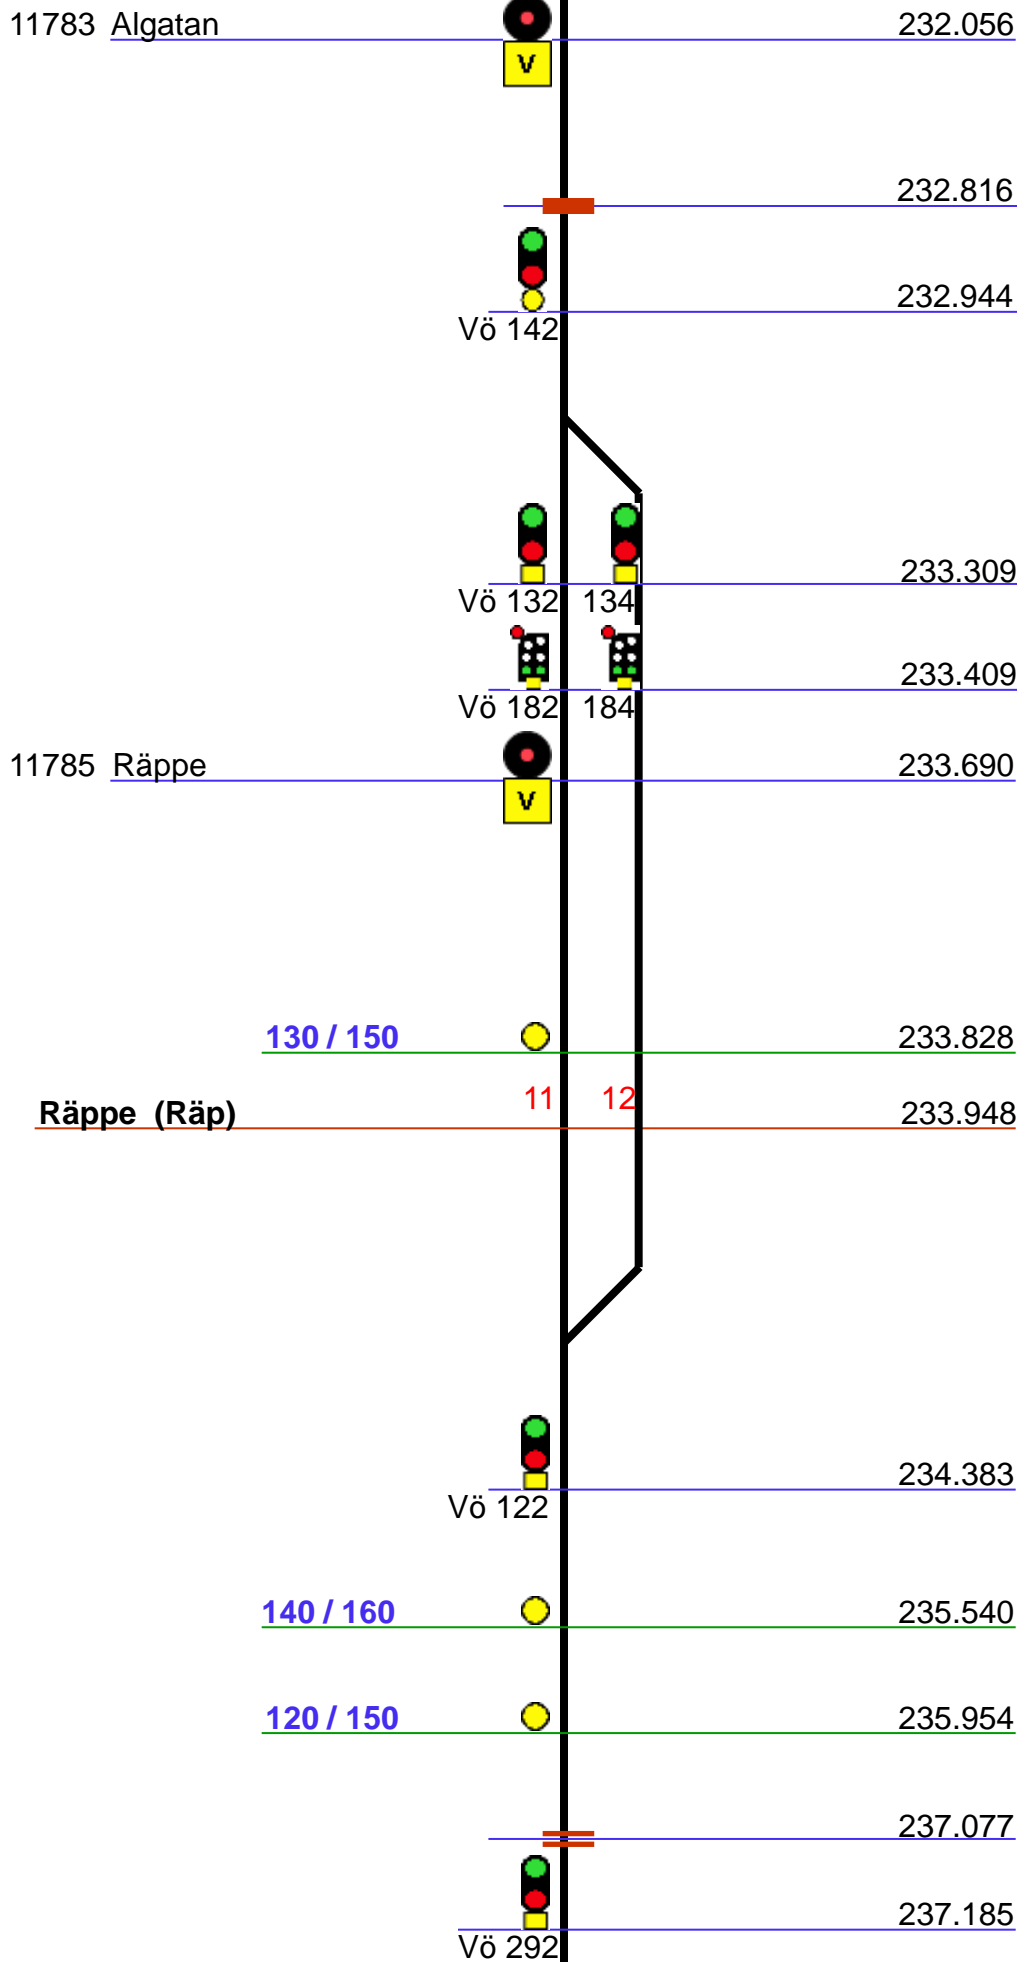 11783 Algatan 232.056
V
232.816
232.944
Vö 142
233.309
Vö 132 134
233.409
Vö 182 184
11785 Räppe 233.690
V
130 / 150 233.828
11 12
Räppe (Räp) 233.948
234.383
Vö 122
140 / 160 235.540
120 / 150 235.954
237.077
237.185
Vö 292